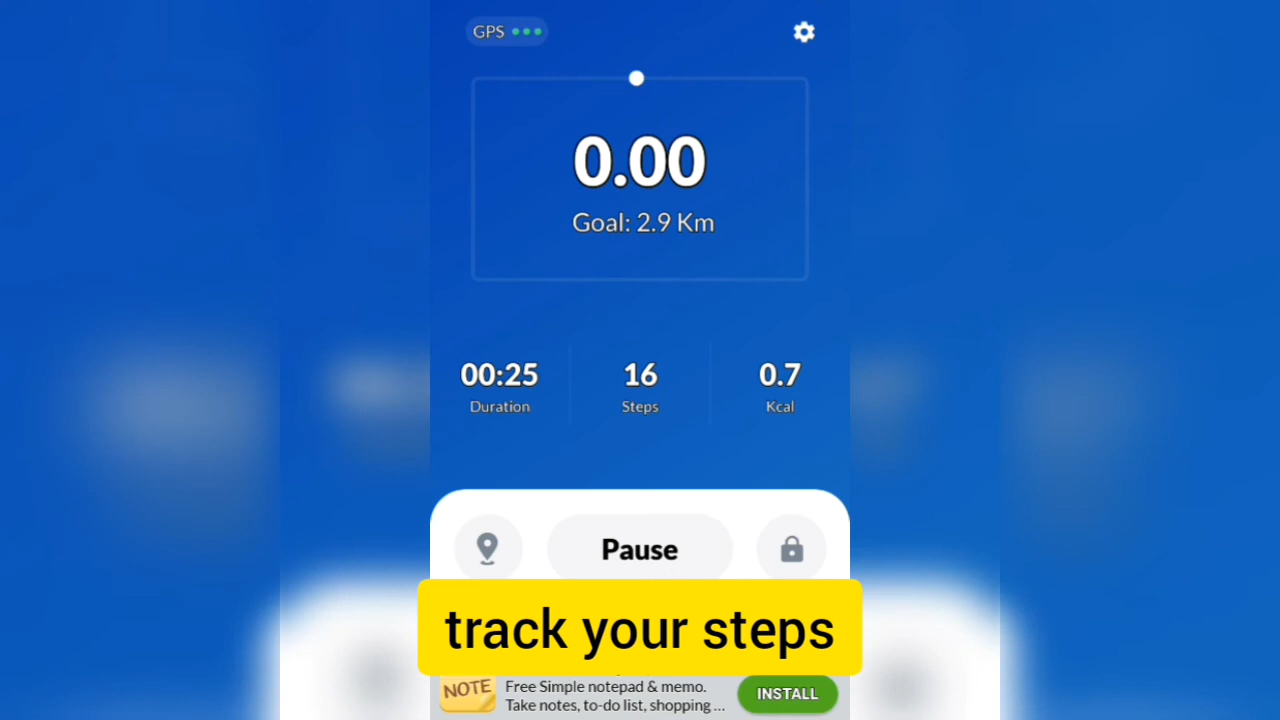 GPS
0.00
Goal: 2.9 Km
00:25 16 0.7
Duration Steps Kcal
Pause
track your steps
NOTE
Free Simple notepad & memo.
Take notes, to-do list, shopping ...
INSTALL